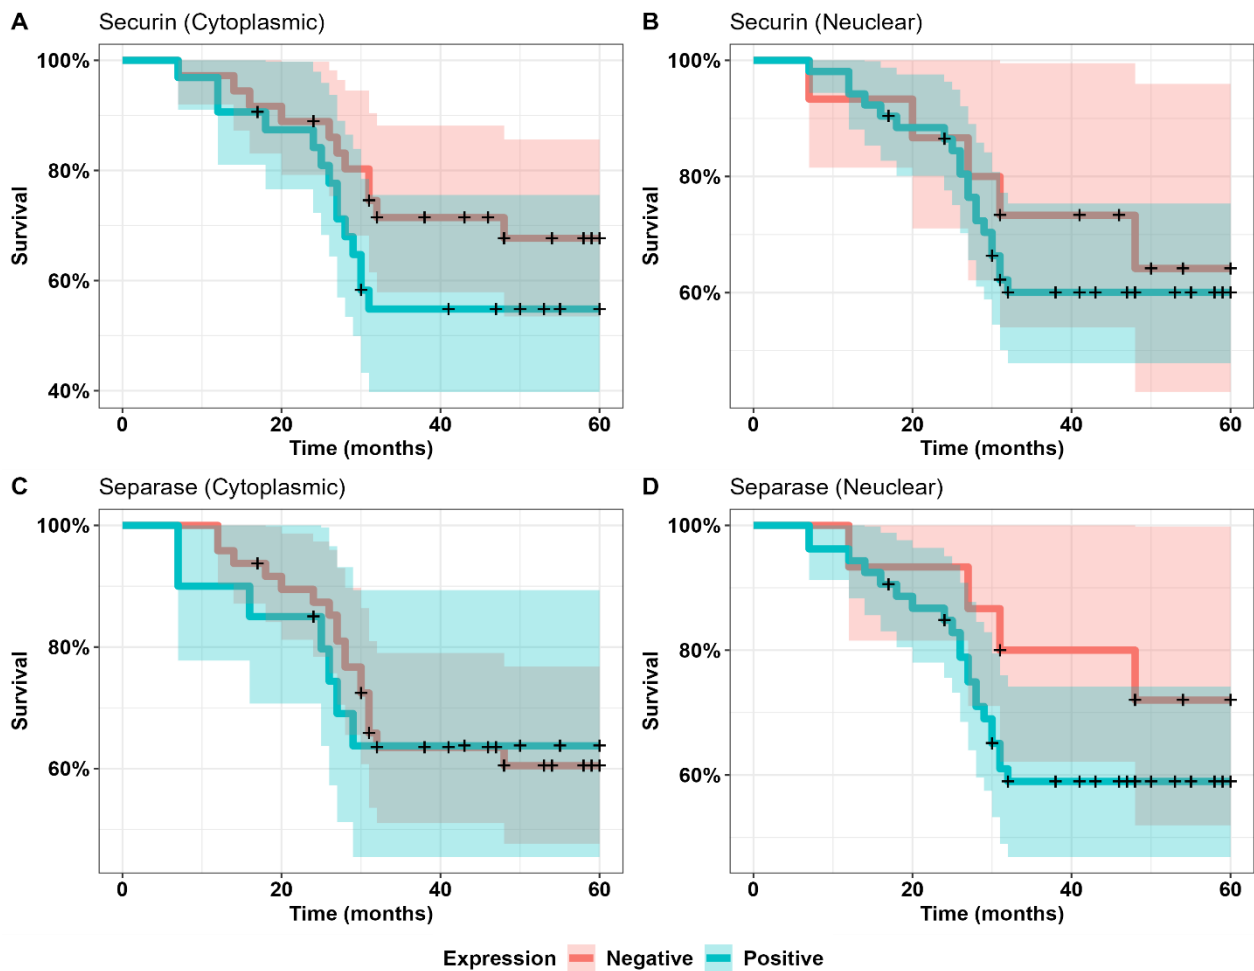 A Securin (Cytoplasmic)
100%
80%
60%
40%
Survival
0 20 40 60
Time (months)
B Securin (Neuclear)
100%
80%
60%
Survival
0 20 40 60
Time (months)
C Separase (Cytoplasmic)
100%
80%
60%
Survival
0 20 40 60
Time (months)
D Separase (Neuclear)
100%
80%
60%
Survival
0 20 40 60
Time (months)
Expression Negative Positive